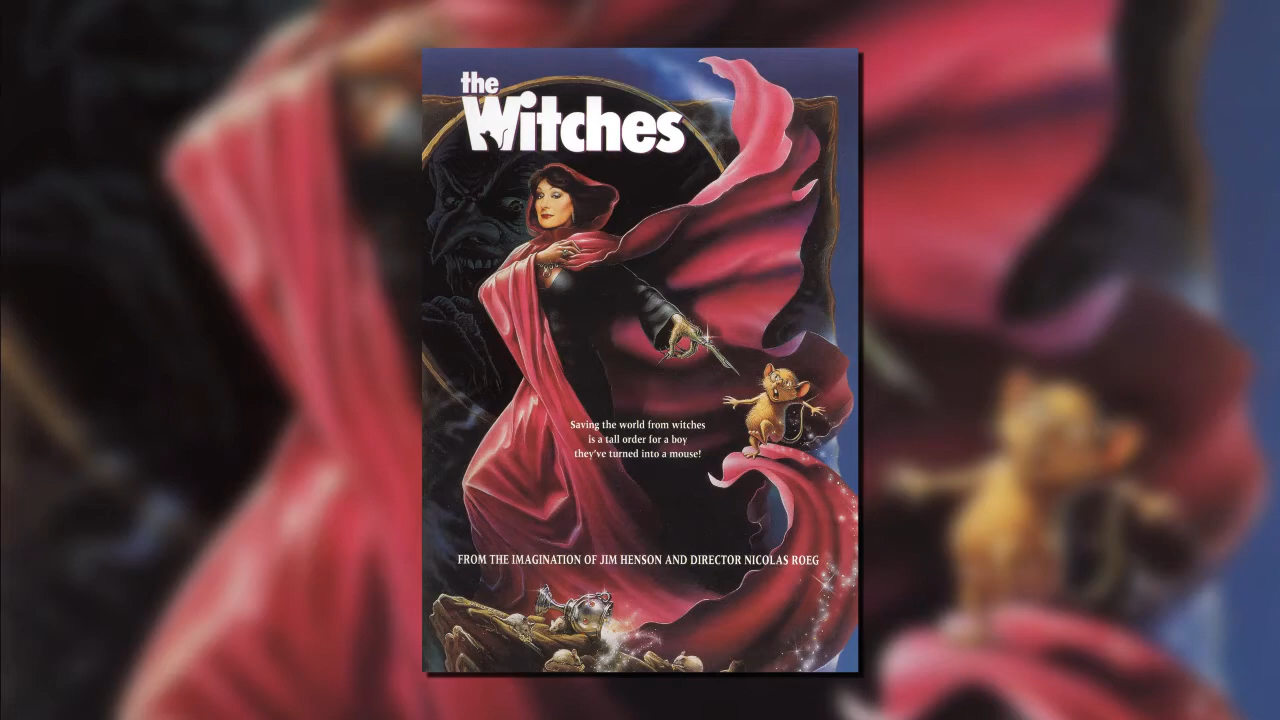 the
Witches
Saving the world from witches
is a tall order for a boy
they've turned into a mouse!
FROM THE IMAGINATION OF JIM HENSON AND DIRECTOR NICOLAS ROEG